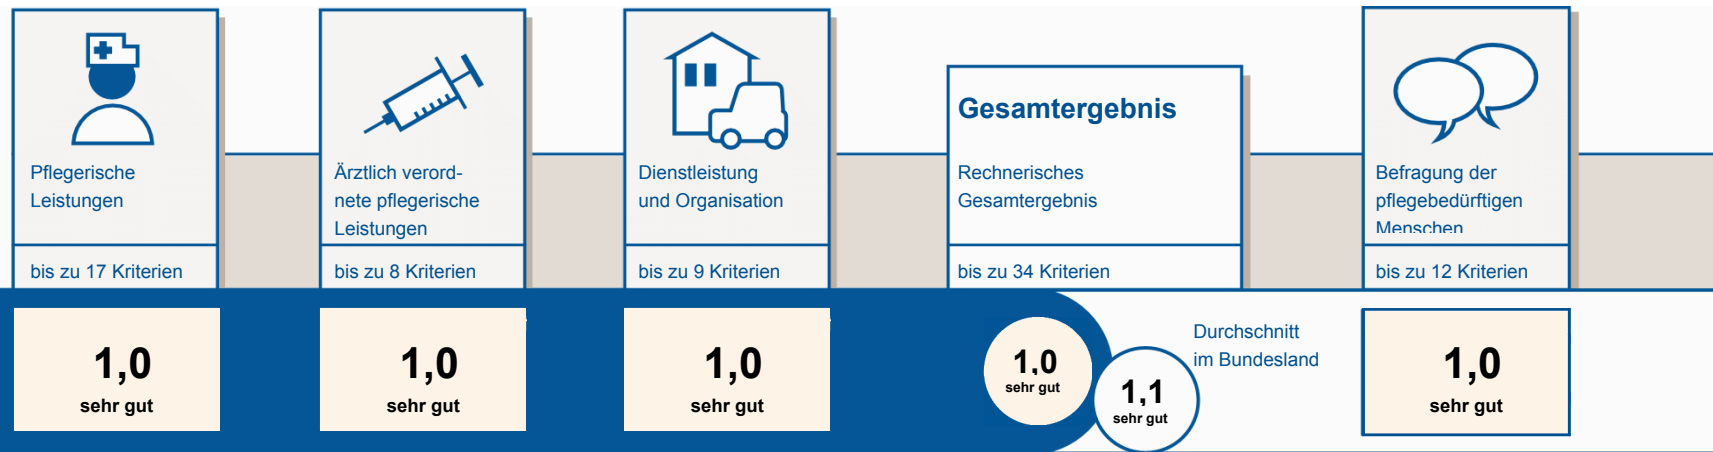 Pflegerische
Leistungen
bis zu 17 Kriterien
1,0
sehr gut
Ärztlich verord-
nete pflegerische
Leistungen
bis zu 8 Kriterien
1,0
sehr gut
Dienstleistung
und Organisation
bis zu 9 Kriterien
1,0
sehr gut
Gesamtergebnis
Rechnerisches
Gesamtergebnis
bis zu 34 Kriterien
1,0
sehr gut
1,1
sehr gut
Durchschnitt
im Bundesland
Befragung der
pflegebedürftigen
Menschen
bis zu 12 Kriterien
1,0
sehr gut